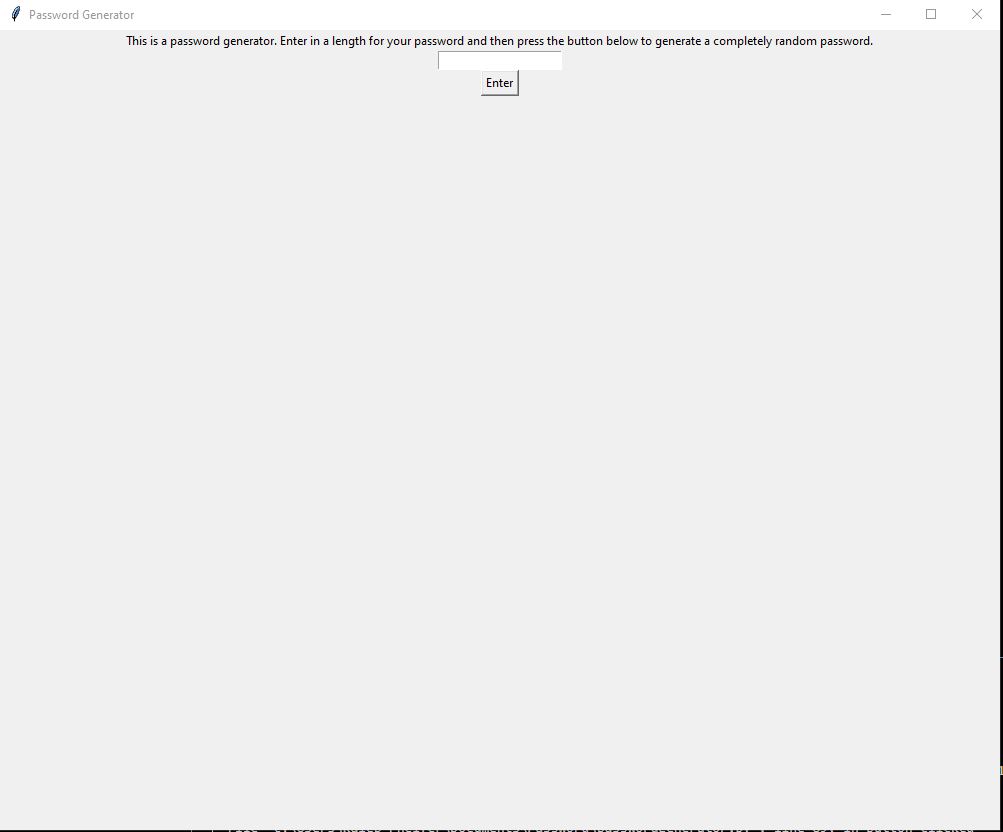 Password Generator
This is a password generator. Enter in a length for your password and then press the button below to generate a completely random password.
Enter